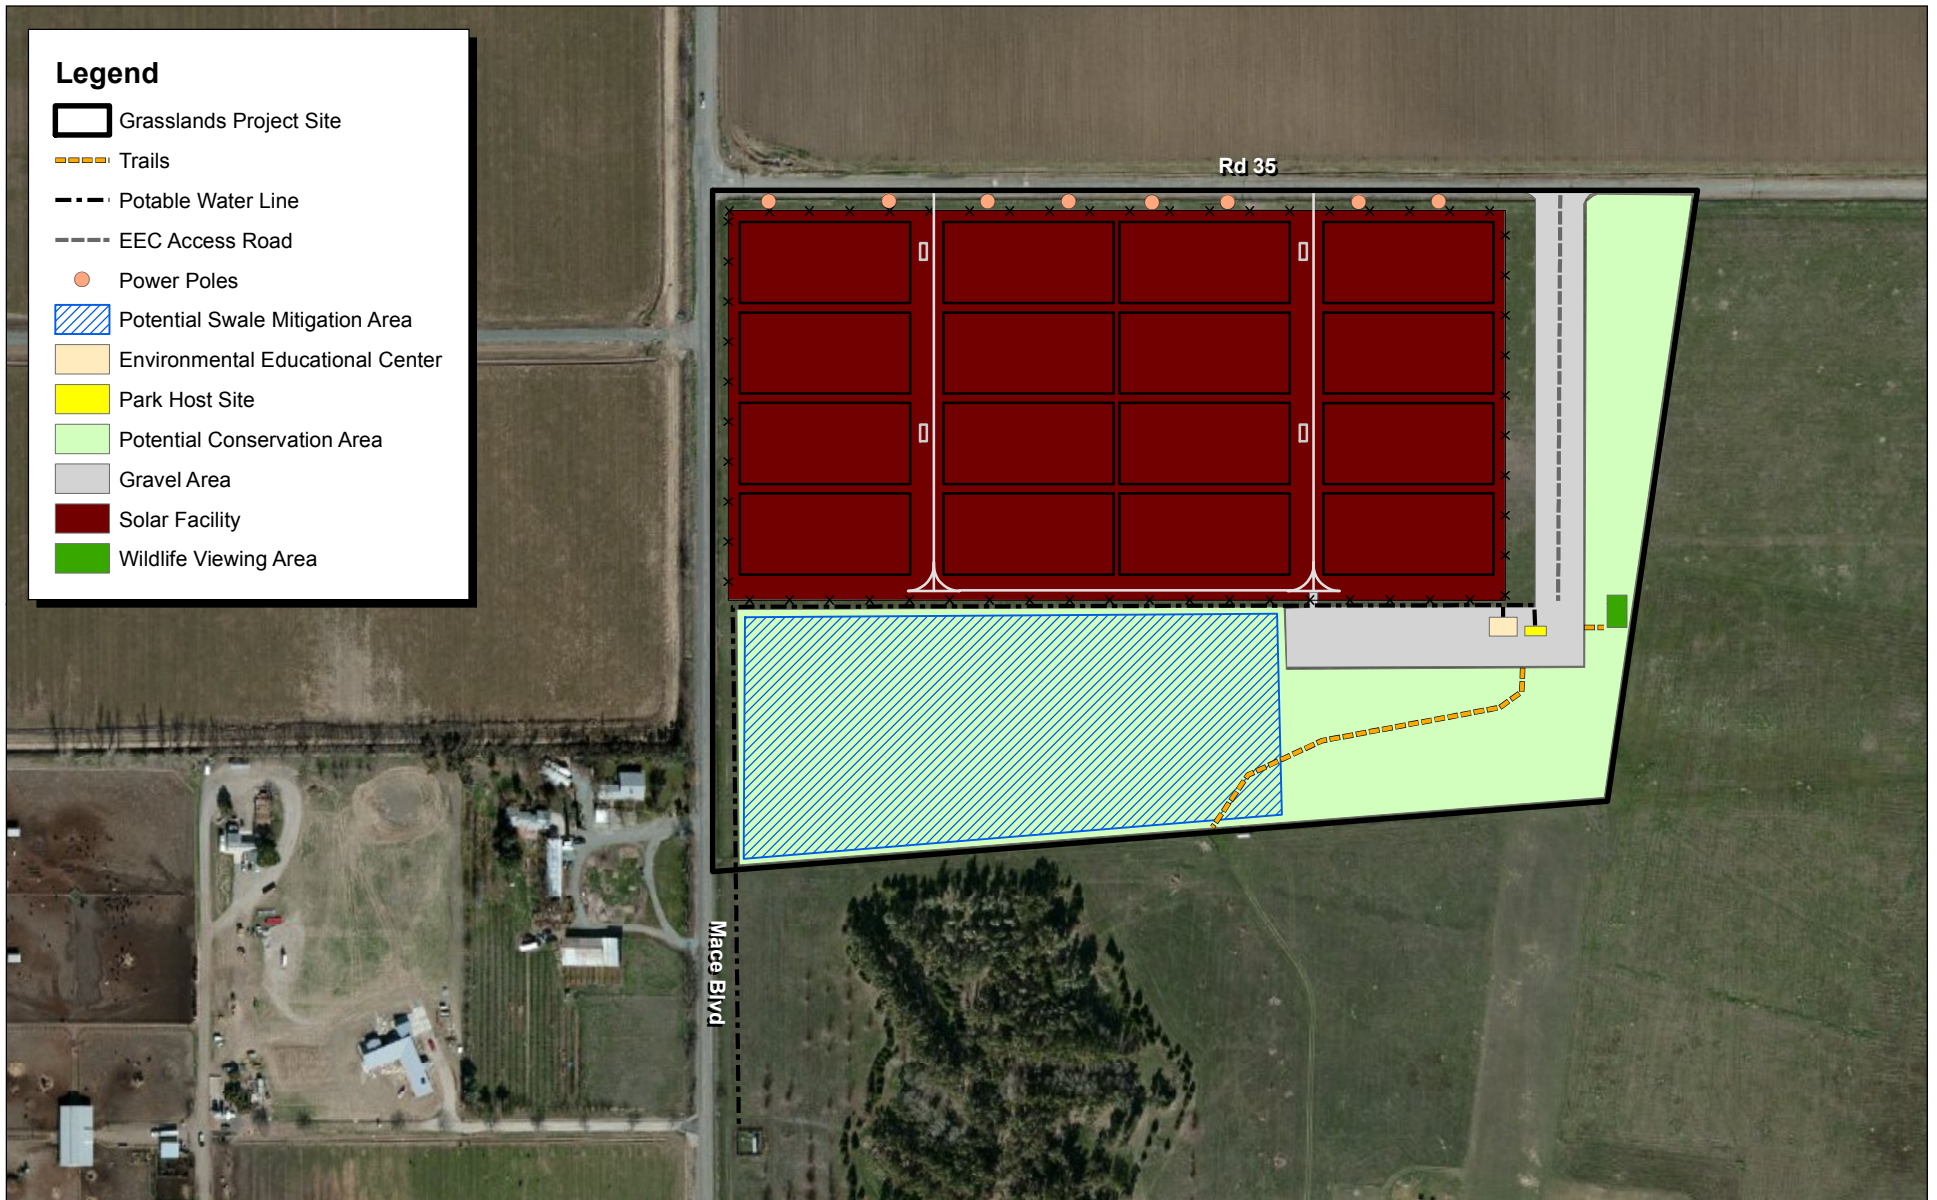 Legend
Grasslands Project Site
Trails
Potable Water Line
EEC Access Road
Power Poles
Potential Swale Mitigation Area
Environmental Educational Center
Park Host Site
Potential Conservation Area
Gravel Area
Solar Facility
Wildlife Viewing Area
Rd 35
Mace Blvd